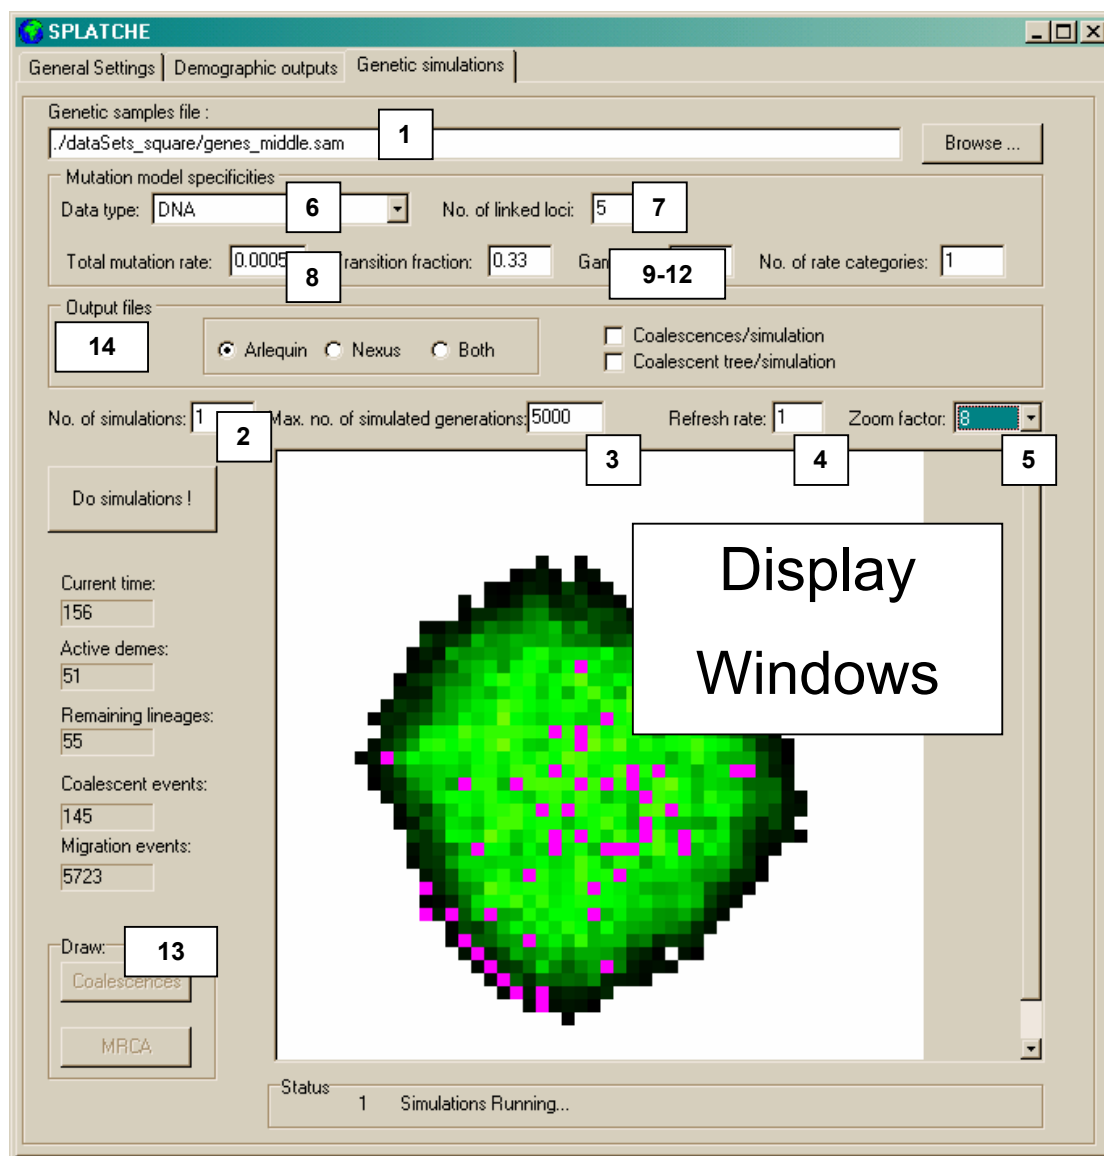 SPLATCHE
General Settings Demographic outputs Genetic simulations
Genetic samples file :
./dataSets_square/genes_middle.sam 1 Browse ...
Mutation model specificities
Data type: DNA 6 No. of linked loci: 5 7
Total mutation rate: 0.0005 8 ransition fraction: 0.33 Gam 9-12 No. of rate categories: 1
Output files
14 Arlequin Nexus Both
Coalescences/simulation
Coalescent tree/simulation
No. of simulations: 1 2 Max. no. of simulated generations: 5000 3 Refresh rate: 1 4 Zoom factor: 8 5
Do simulations !
Display
Windows
Current time:
156
Active demes:
51
Remaining lineages:
55
Coalescent events:
145
Migration events:
5723
Draw: 13
Coalescences
MRCA
Status
1 Simulations Running...